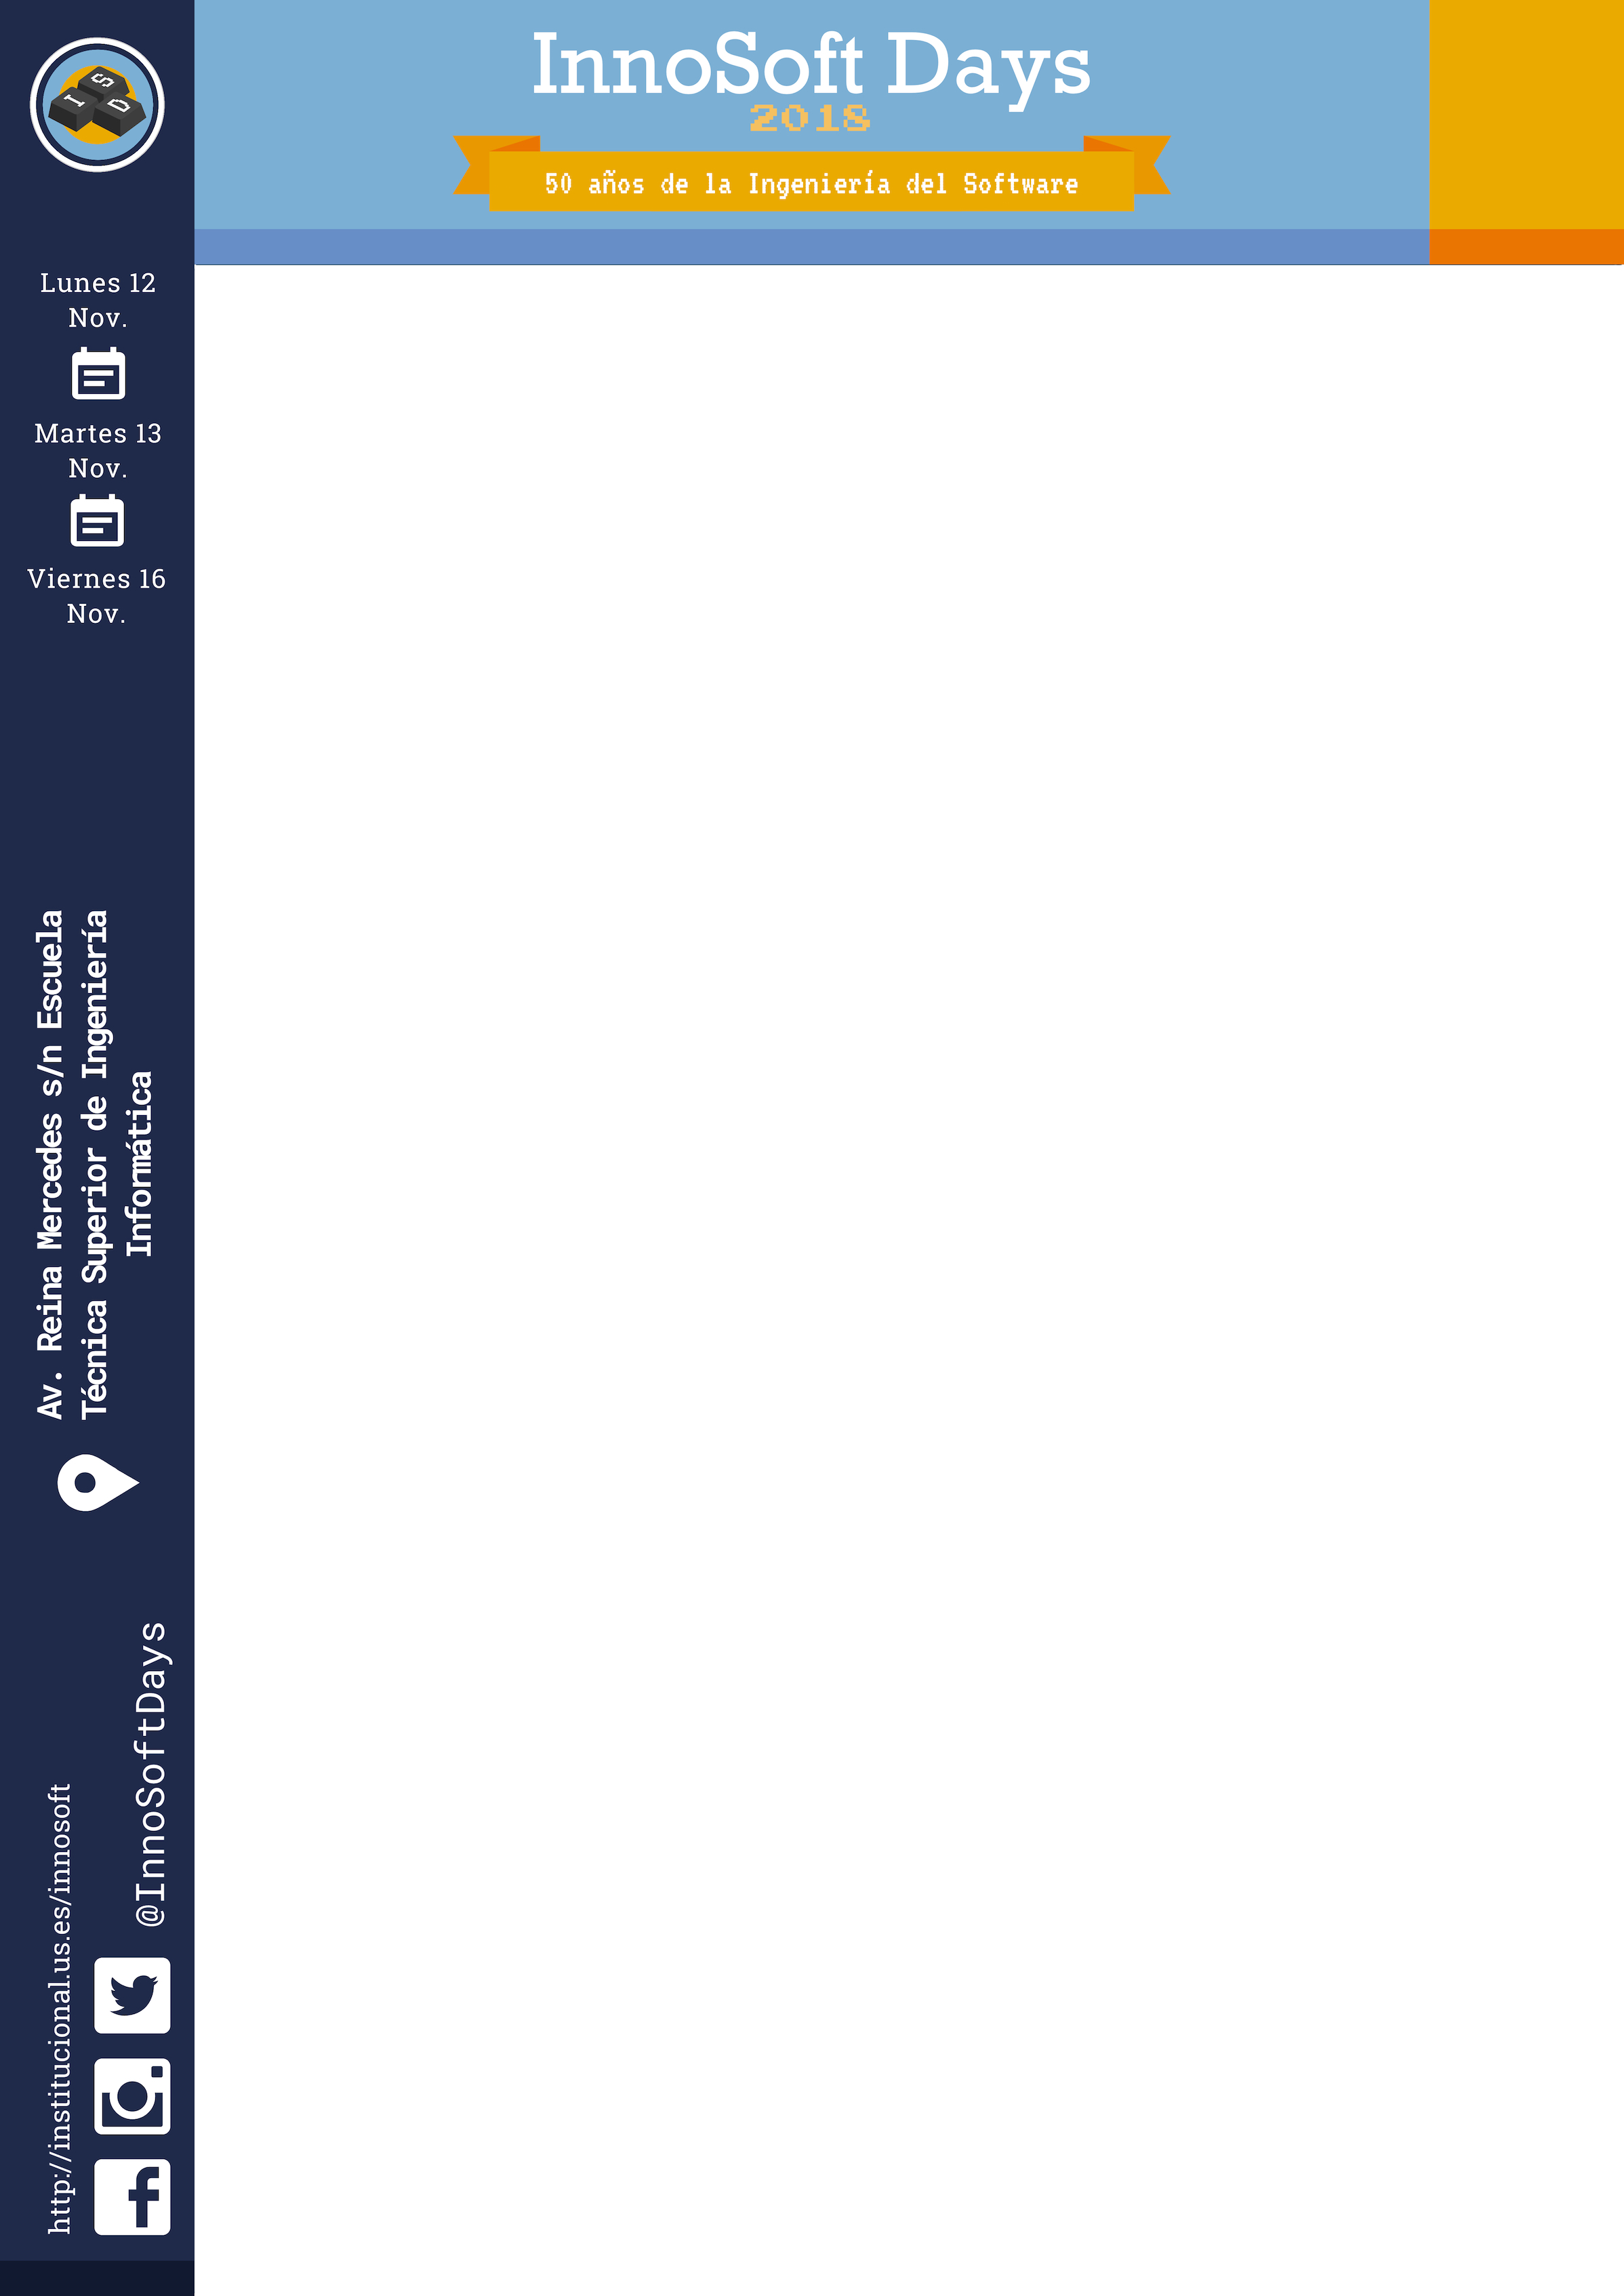 S
I
D
InnoSoft Days
2018
50 años de la Ingeniería del Software
Lunes 12
Nov.
Martes 13
Nov.
Viernes 16
Nov.
Av. Reina Mercedes s/n Escuela
Técnica Superior de Ingeniería
Informática
@InnoSoftDays
http://institucional.us.es/innosoft